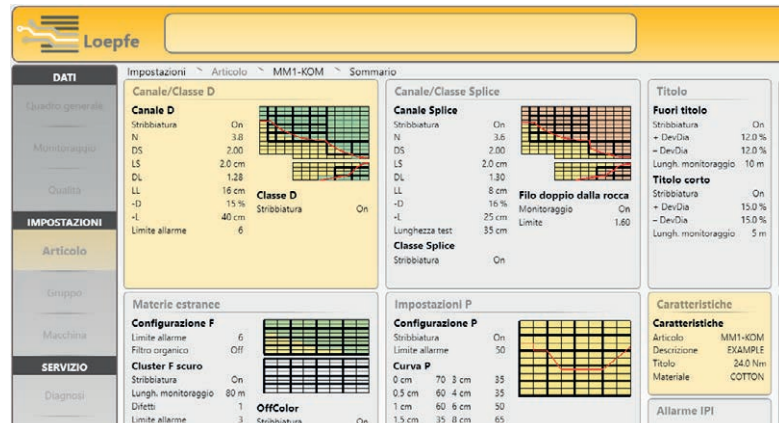 Loepfe
DATI
Quadro generale
Monitoraggio
Qualità
IMPOSTAZIONI
Articolo
Gruppo
Macchina
SERVIZIO
Diagnosi
Impostazioni Articolo MM1-KOM Sommario
Canale/Classe D
Canale D
Stribbiatura On
N 3.8
DS 2.00
LS 2.0 cm
DL 1.28
LL 16 cm
-D 15 %
-L 40 cm
Limite allarme 6
Classe D
Stribbiatura On
Canale/Classe Splice
Canale Splice
Stribbiatura On
N 3.6
DS 2.00
LS 2.0 cm
DL 1.30
LL 8 cm
-D 16 %
-L 25 cm
Lunghezza test 35 cm
Classe Splice
Stribbiatura On
Filo doppio dalla rocca
Monitoraggio On
Limite 1.60
Titolo
Fuori titolo
Stribbiatura On
+ DevDia 12.0 %
– DevDia 12.0 %
Lungh. monitoraggio 10 m
Titolo corto
Stribbiatura On
+ DevDia 15.0 %
– DevDia 15.0 %
Lungh. monitoraggio 5 m
Materie estranee
Configurazione F
Limite allarme 6
Filtro organico Off
Cluster F scuro
Stribbiatura On
Lungh. monitoraggio 80 m
Difetti 1
Limite allarme 3
OffColor
Stribbiatura On
Impostazioni P
Configurazione P
Stribbiatura On
Limite allarme 50
Curva P
0 cm 70 3 cm 35
0.5 cm 60 4 cm 35
1 cm 60 6 cm 50
1.5 cm 35 8 cm 65
Caratteristiche
Caratteristiche
Articolo MM1-KOM
Descrizione EXAMPLE
Titolo 24.0 Nm
Materiale COTTON
Allarme IPI